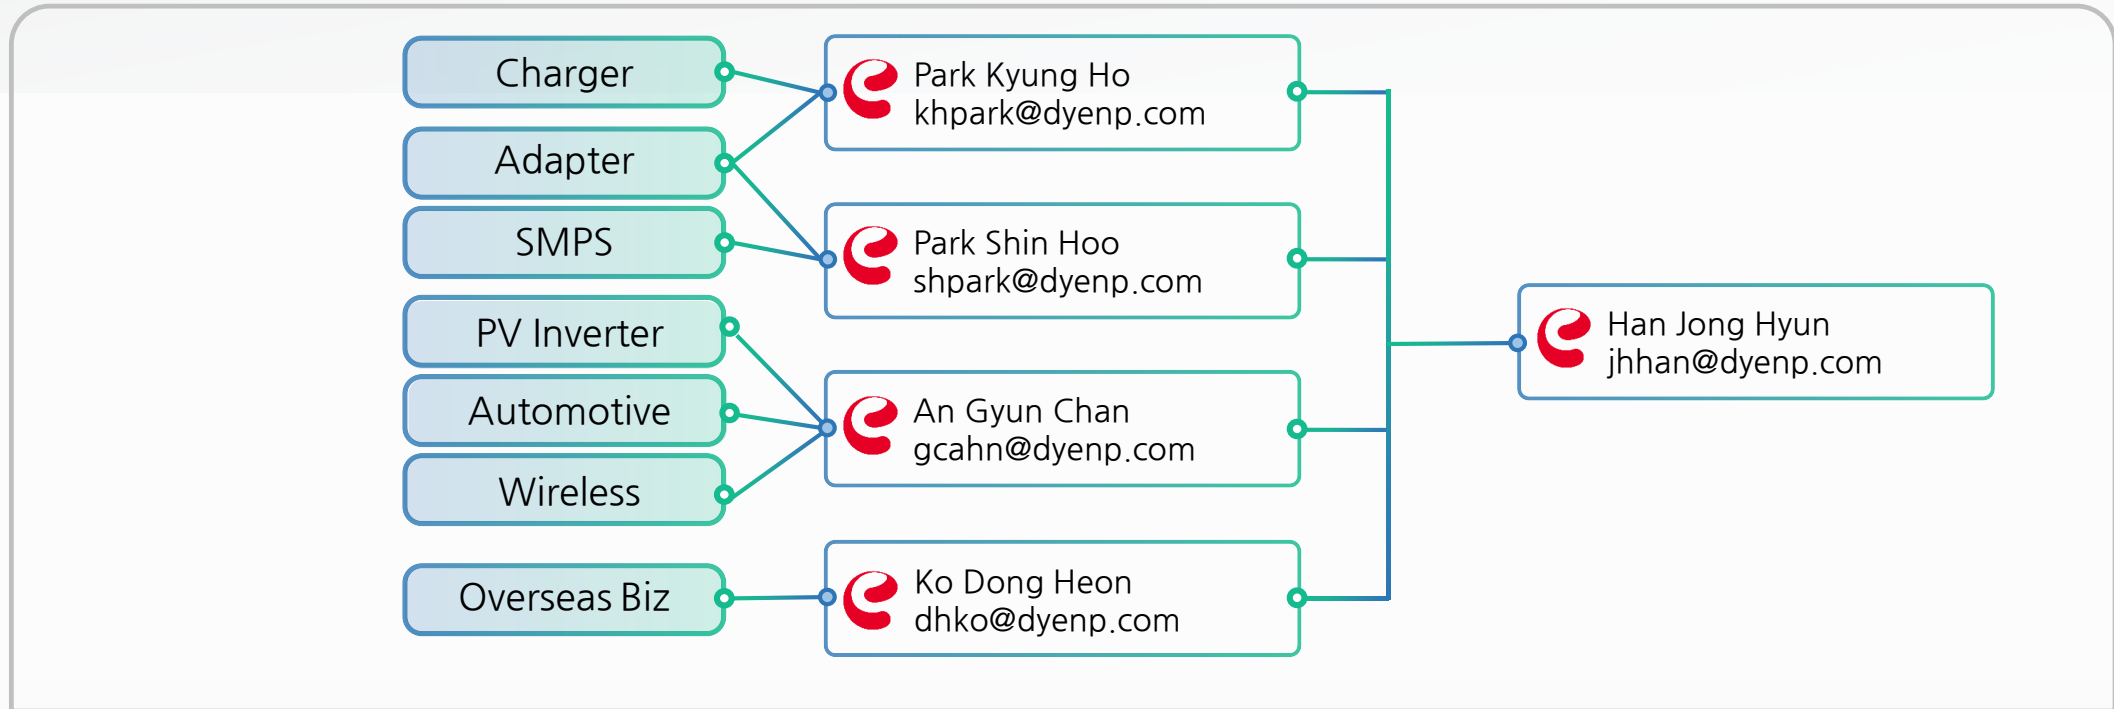 Charger
Adapter
SMPS
PV Inverter
Automotive
Wireless
Overseas Biz
Park Kyung Ho
khpark@dyenp.com
Park Shin Hoo
shpark@dyenp.com
An Gyun Chan
gcahn@dyenp.com
Ko Dong Heon
dhko@dyenp.com
Han Jong Hyun
jhhan@dyenp.com